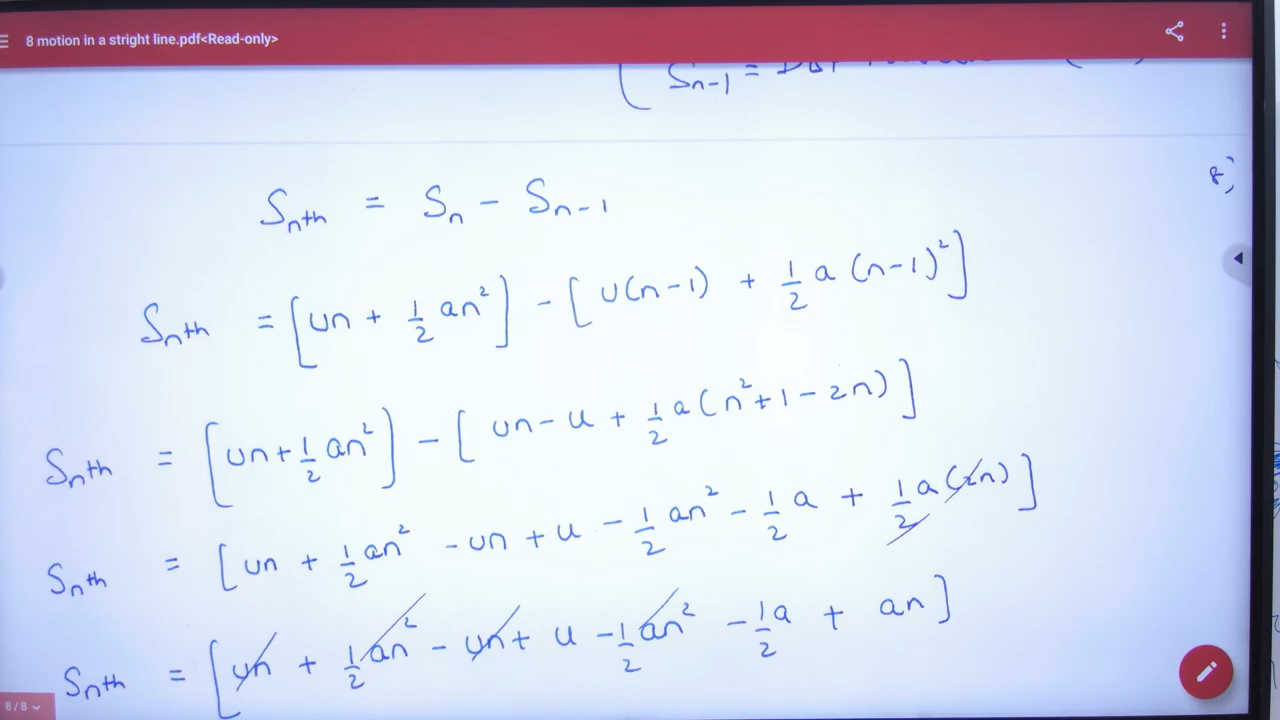 8 motion in a stright line.pdf<Read-only>
Sn-1 =
8)
Snth = Sn - Sn-1
Snth = [un + 1/2 an²] - [u(n-1) + 1/2 a (n-1)²]
Snth = [un + 1/2 an²] - [un - u + 1/2 a (n² + 1 - 2n)]
Snth = [un + 1/2 an² - un + u - 1/2 an² - 1/2 a + 1/2 a (2n)]
Snth = [un + 1/2 an² - un + u - 1/2 an² - 1/2 a + an]
8/8